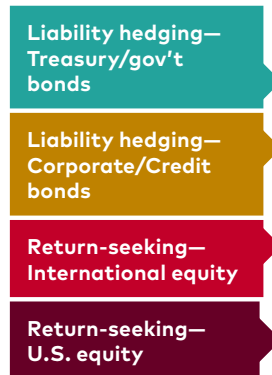 Liability hedging—
Treasury/gov't
bonds
Liability hedging—
Corporate/Credit
bonds
Return-seeking—
International equity
Return-seeking—
U.S. equity